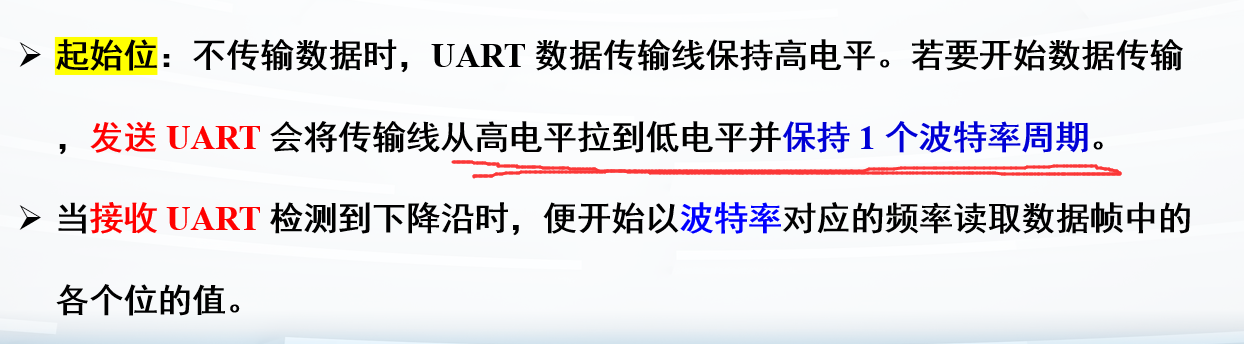 ➢ 起始位：不传输数据时，UART 数据传输线保持高电平。若要开始数据传输
，发送 UART 会将传输线从高电平拉到低电平并保持 1 个波特率周期。
➢ 当接收 UART 检测到下降沿时，便开始以波特率对应的频率读取数据帧中的
各个位的值。